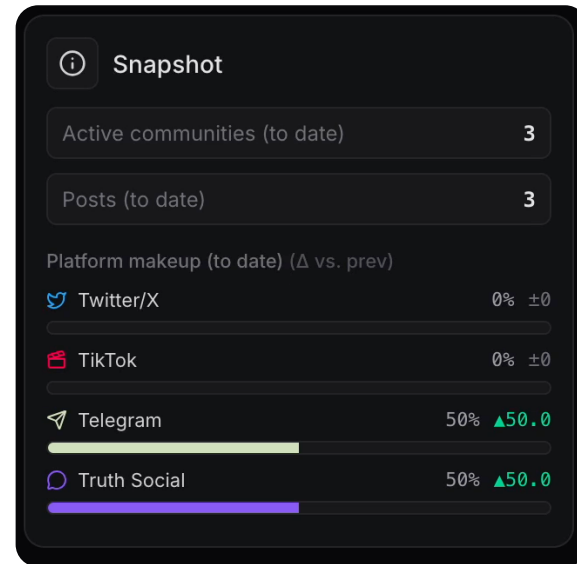 Snapshot
Active communities (to date) 3
Posts (to date) 3
Platform makeup (to date) (Δ vs. prev)
Twitter/X 0% ±0
TikTok 0% ±0
Telegram 50% ▲50.0
Truth Social 50% ▲50.0